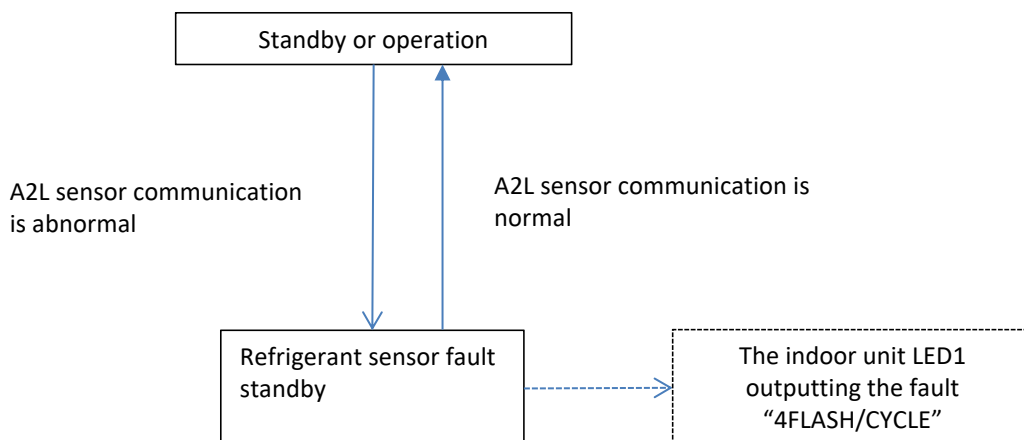 Standby or operation
A2L sensor communication
is abnormal
A2L sensor communication is
normal
Refrigerant sensor fault
standby
The indoor unit LED1
outputting the fault
“4FLASH/CYCLE”